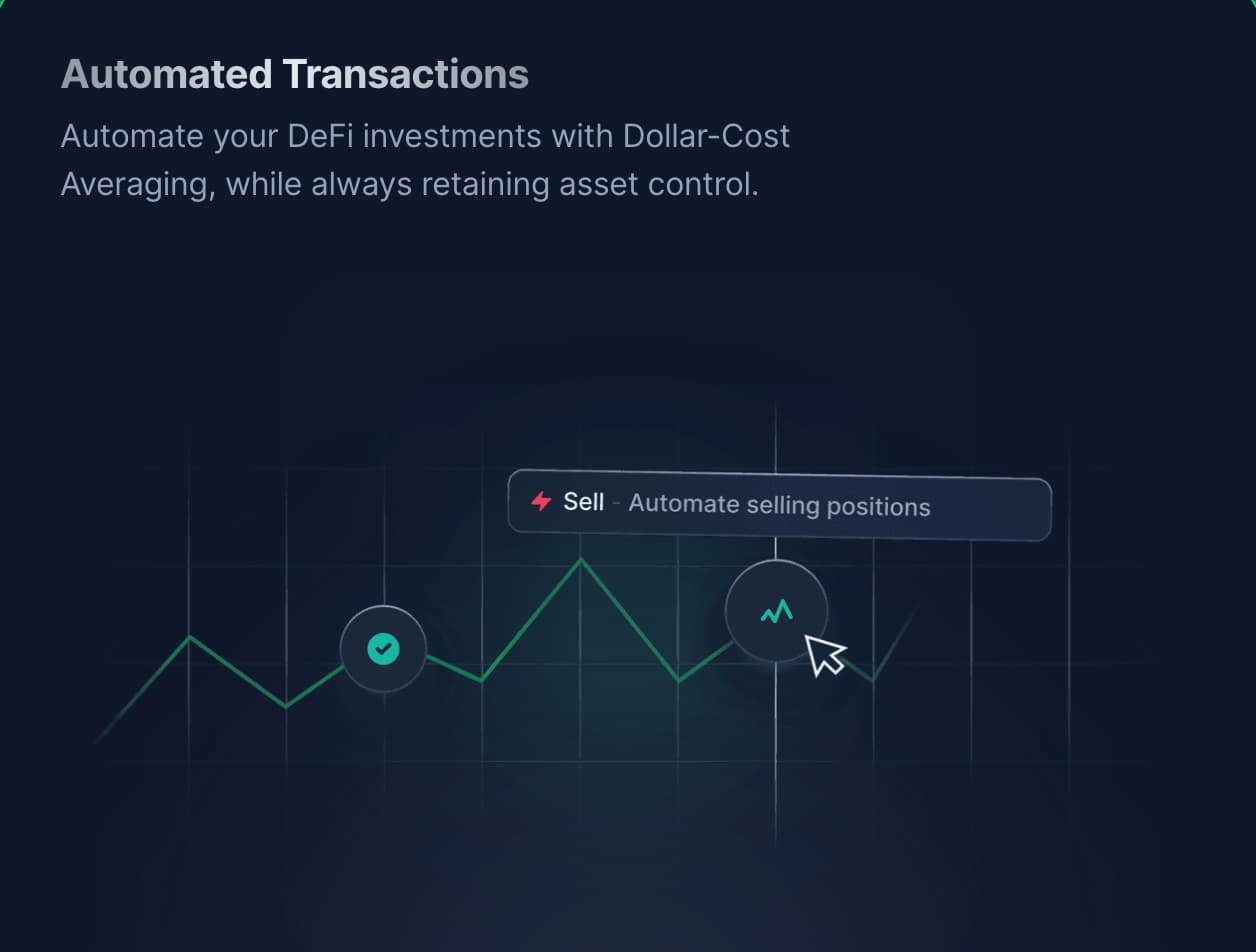 Automated Transactions
Automate your DeFi investments with Dollar-Cost
Averaging, while always retaining asset control.
Sell - Automate selling positions